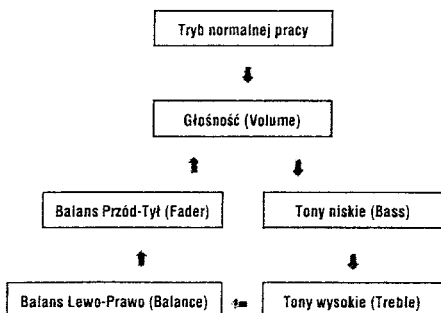 Tryb normalnej pracy
Głośność (Volume)
Balans Przód-Tył (Fader)
Tony niskie (Bass)
Balans Lewo-Prawo (Balance)
Tony wysokie (Treble)